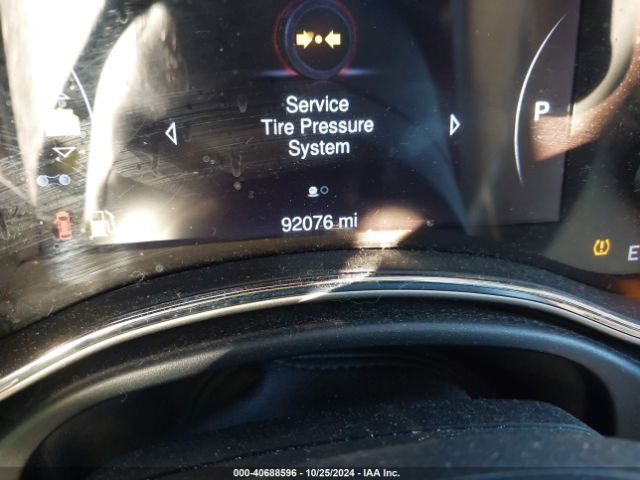 Service
Tire Pressure
System
P
92076 mi
E
000-40688596 - 10/25/2024 - IAA Inc.